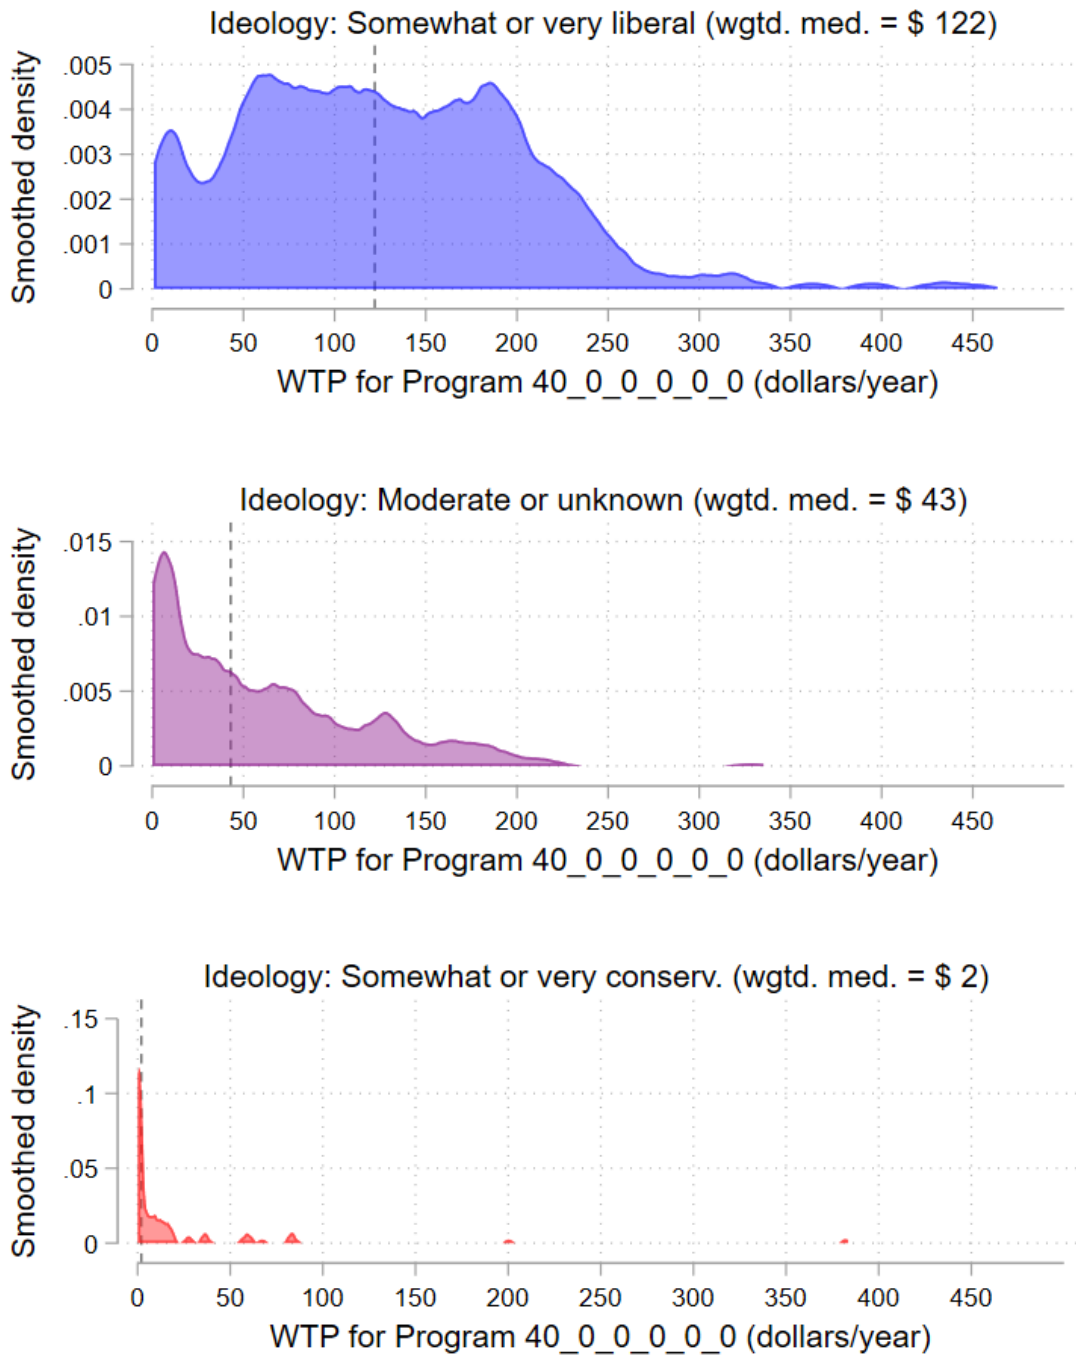 Ideology: Somewhat or very liberal (wgtd. med. = $ 122)
Smoothed density
.005
.004
.003
.002
.001
0
0 50 100 150 200 250 300 350 400 450
WTP for Program 40_0_0_0_0_0 (dollars/year)
Ideology: Moderate or unknown (wgtd. med. = $ 43)
Smoothed density
.015
.01
.005
0
0 50 100 150 200 250 300 350 400 450
WTP for Program 40_0_0_0_0_0 (dollars/year)
Ideology: Somewhat or very conserv. (wgtd. med. = $ 2)
Smoothed density
.15
.1
.05
0
0 50 100 150 200 250 300 350 400 450
WTP for Program 40_0_0_0_0_0 (dollars/year)